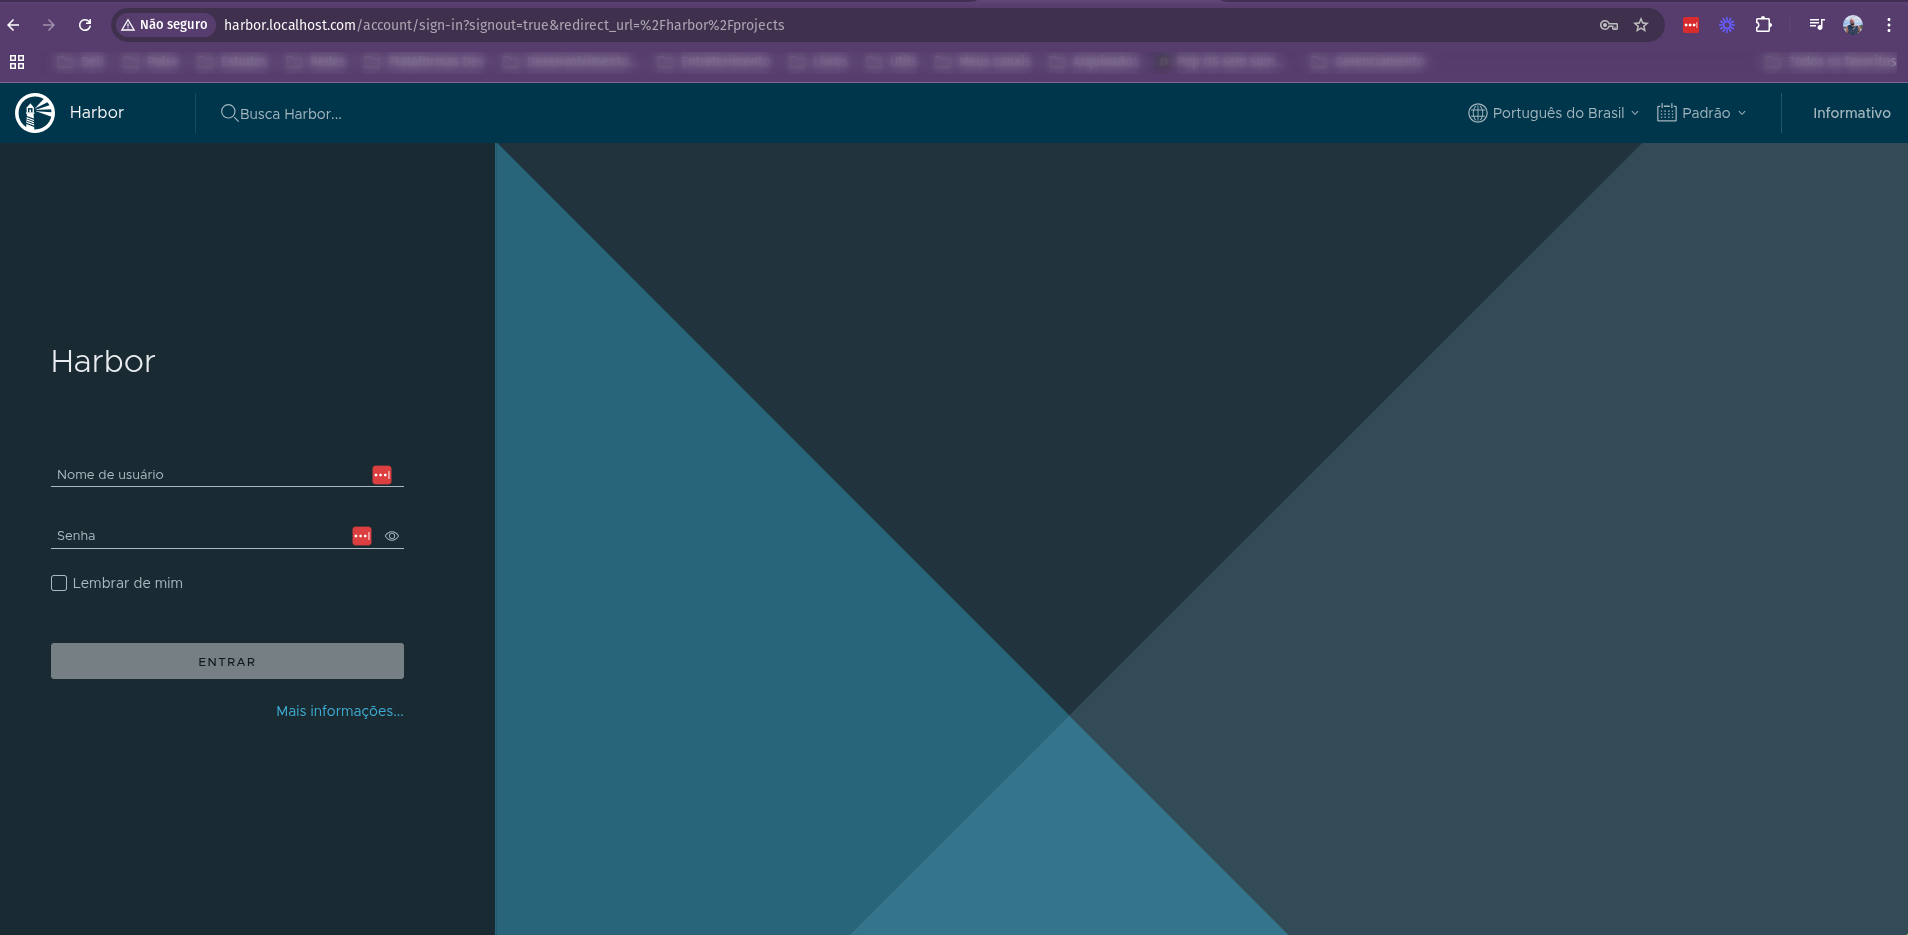 Não seguro harbor.localhost.com/account/sign-in?signout=true&redirect_url=%2Fharbor%2Fprojects
Harbor Busca Harbor... Português do Brasil Padrão Informativo
Harbor
Nome de usuário
Senha
Lembrar de mim
ENTRAR
Mais informações...